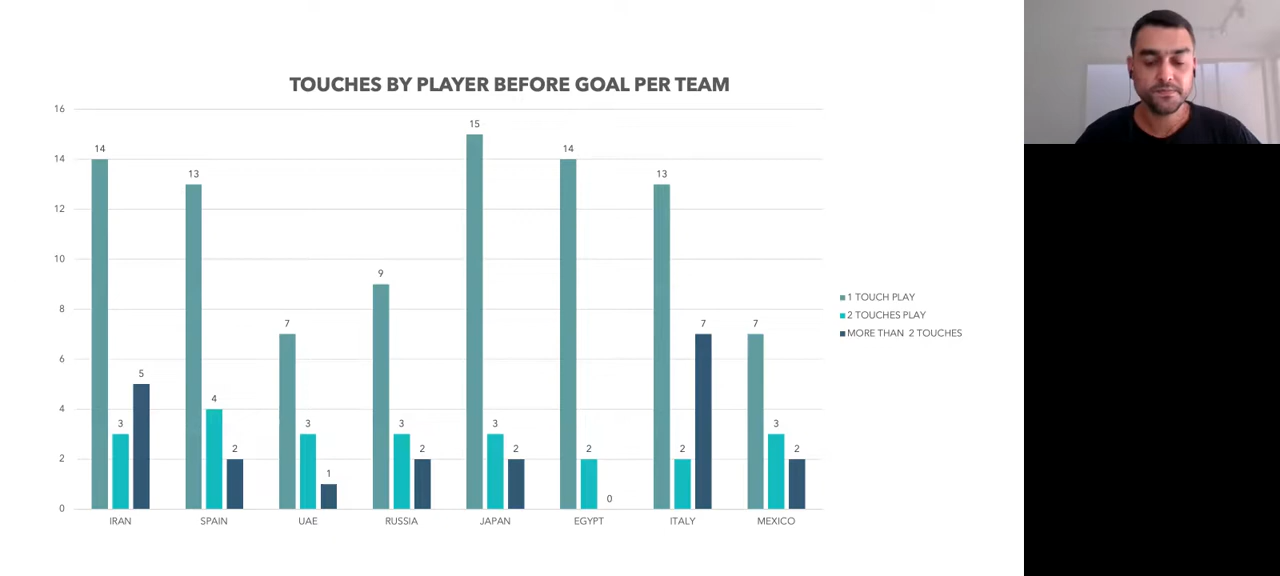 TOUCHES BY PLAYER BEFORE GOAL PER TEAM
16
14
12
10
8
6
4
2
0
14
3
5
13
4
2
7
3
1
9
3
2
15
3
2
14
2
0
13
2
7
7
3
2
IRAN
SPAIN
UAE
RUSSIA
JAPAN
EGYPT
ITALY
MEXICO
1 TOUCH PLAY
2 TOUCHES PLAY
MORE THAN 2 TOUCHES